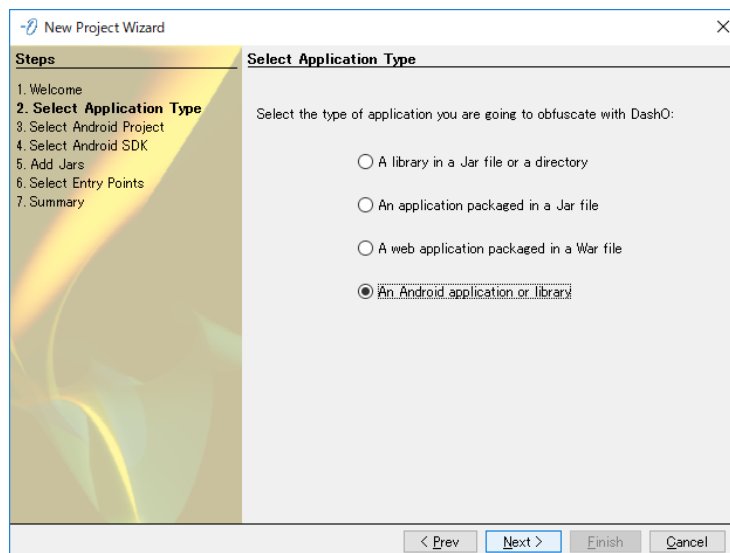 New Project Wizard
Steps
1. Welcome
2. Select Application Type
3. Select Android Project
4. Select Android SDK
5. Add Jars
6. Select Entry Points
7. Summary
Select Application Type
Select the type of application you are going to obfuscate with DashO:
A library in a Jar file or a directory
An application packaged in a Jar file
A web application packaged in a War file
An Android application or library
< Prev
Next >
Finish
Cancel